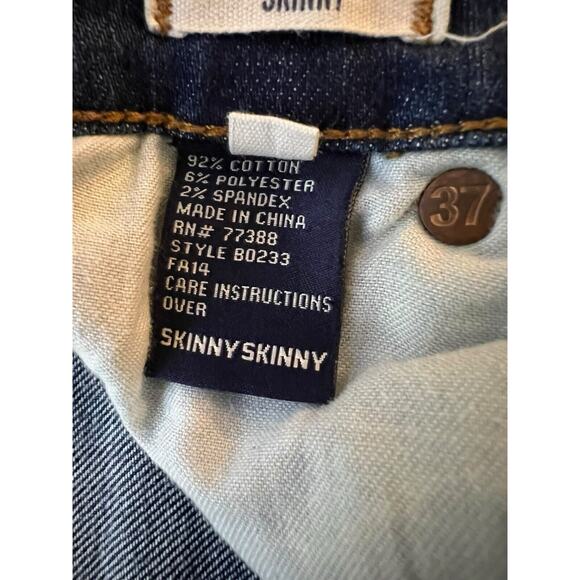 SKINNY
92% COTTON
6% POLYESTER
2% SPANDEX
MADE IN CHINA
RN# 77388
STYLE B0233
FA14
CARE INSTRUCTIONS
OVER
SKINNYSKINNY
37